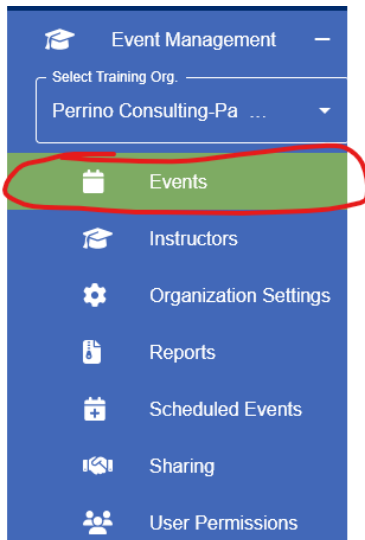 Event Management
Select Training Org.
Perrino Consulting-Pa ...
Events
Instructors
Organization Settings
Reports
Scheduled Events
Sharing
User Permissions